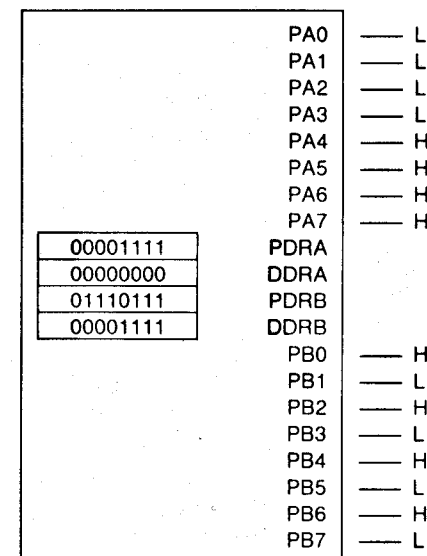 PA0 L
PA1 L
PA2 L
PA3 L
PA4 H
PA5 H
PA6 H
PA7 H
00001111 PDRA
00000000 DDRA
01110111 PDRB
00001111 DDRB
PB0 H
PB1 L
PB2 H
PB3 L
PB4 H
PB5 L
PB6 H
PB7 L